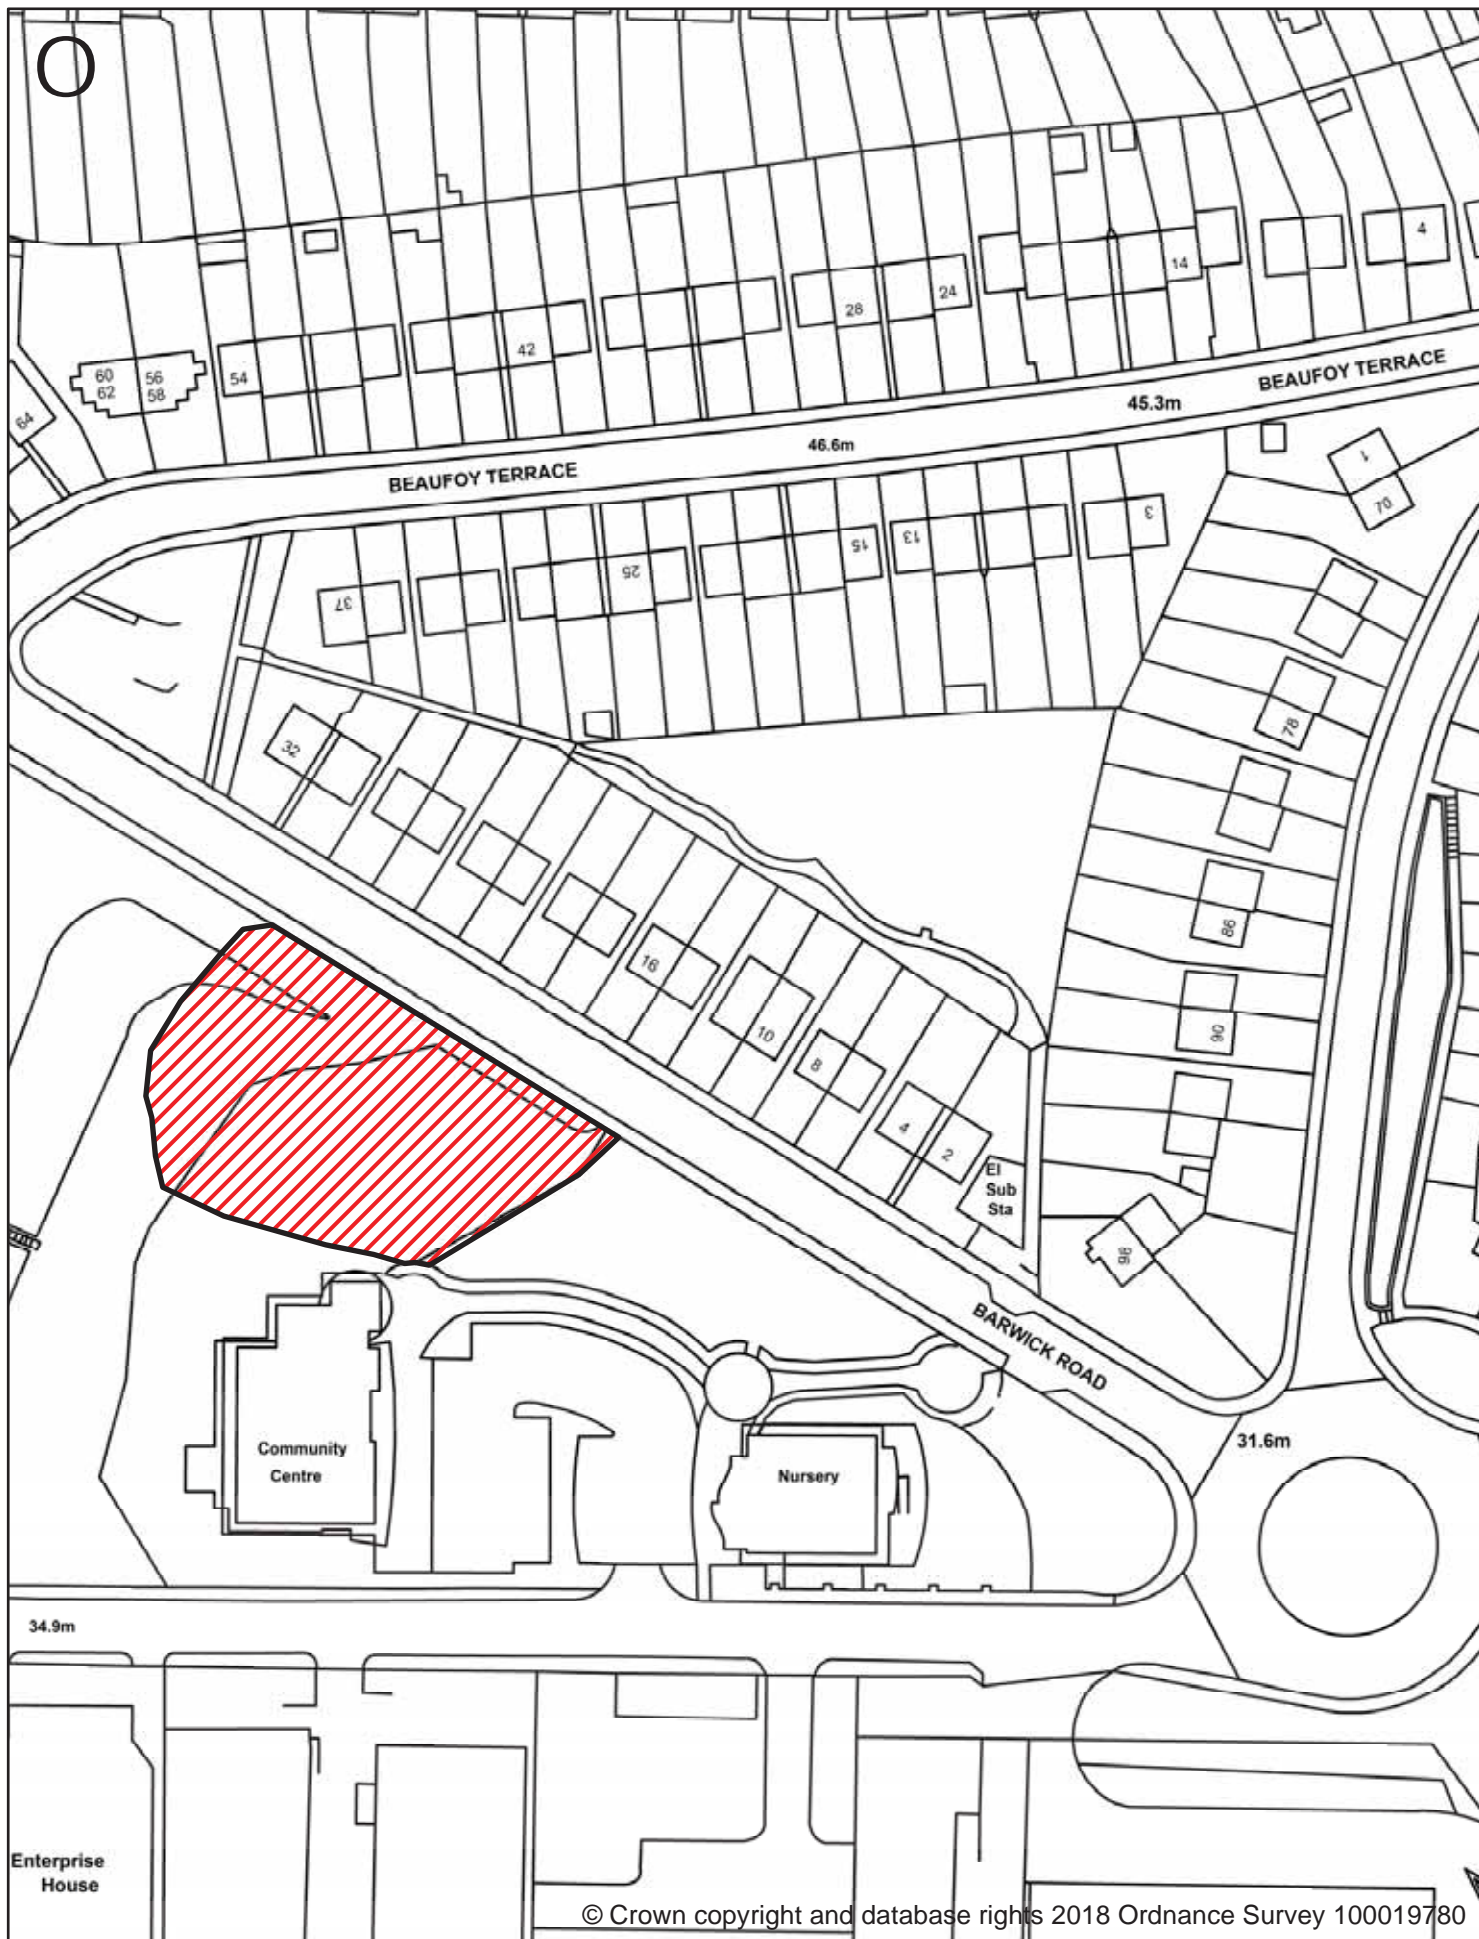 O
4
14
24
28
42
60
56
62
58
54
64
BEAUFOY TERRACE
45.3m
46.6m
BEAUFOY TERRACE
1
70
3
13
15
25
37
78
32
86
16
90
10
8
4
2
El
Sub
Sta
96
BARWICK ROAD
31.6m
Community
Centre
Nursery
34.9m
Enterprise
House
© Crown copyright and database rights 2018 Ordnance Survey 100019780